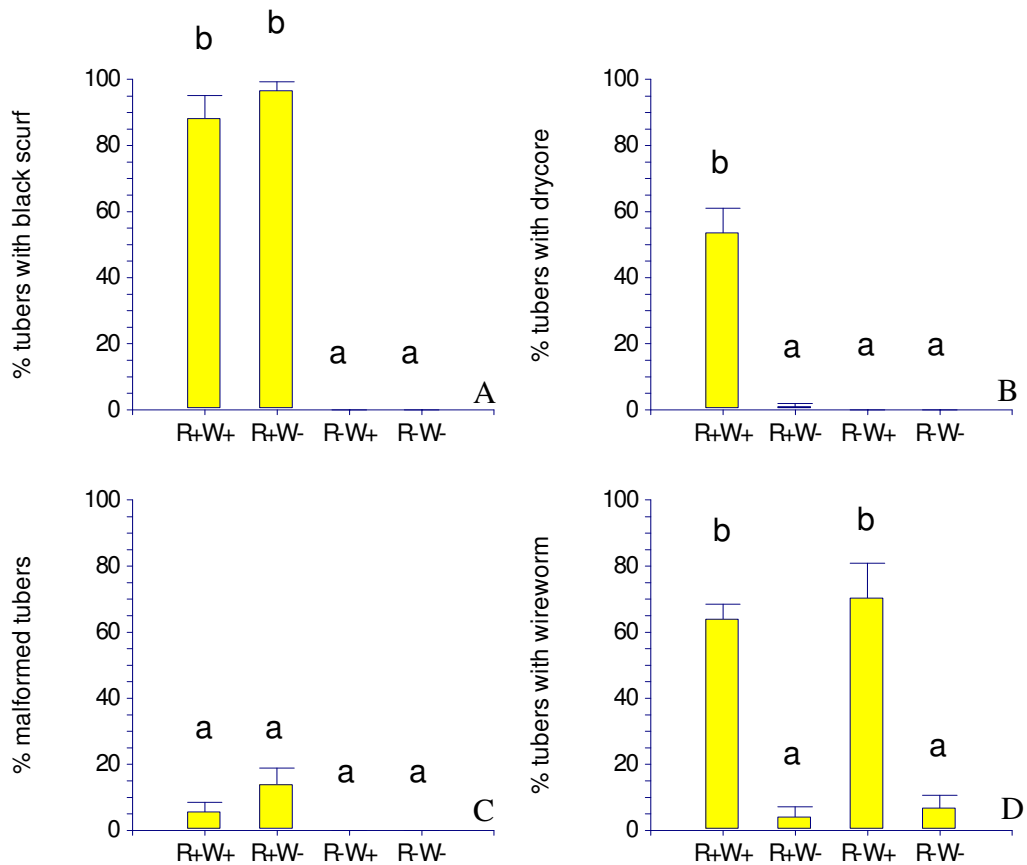 b b
% tubers with black scurf
100
80
60
40
20
0
a a
A
R+W+ R+W- R-W+ R-W-
% tubers with drycore
100
80
60
40
20
0
b
a a a
B
R+W+ R+W- R-W+ R-W-
% malformed tubers
100
80
60
40
20
0
a a a a
C
R+W+ R+W- R-W+ R-W-
% tubers with wireworm
100
80
60
40
20
0
b b
a a
D
R+W+ R+W- R-W+ R-W-